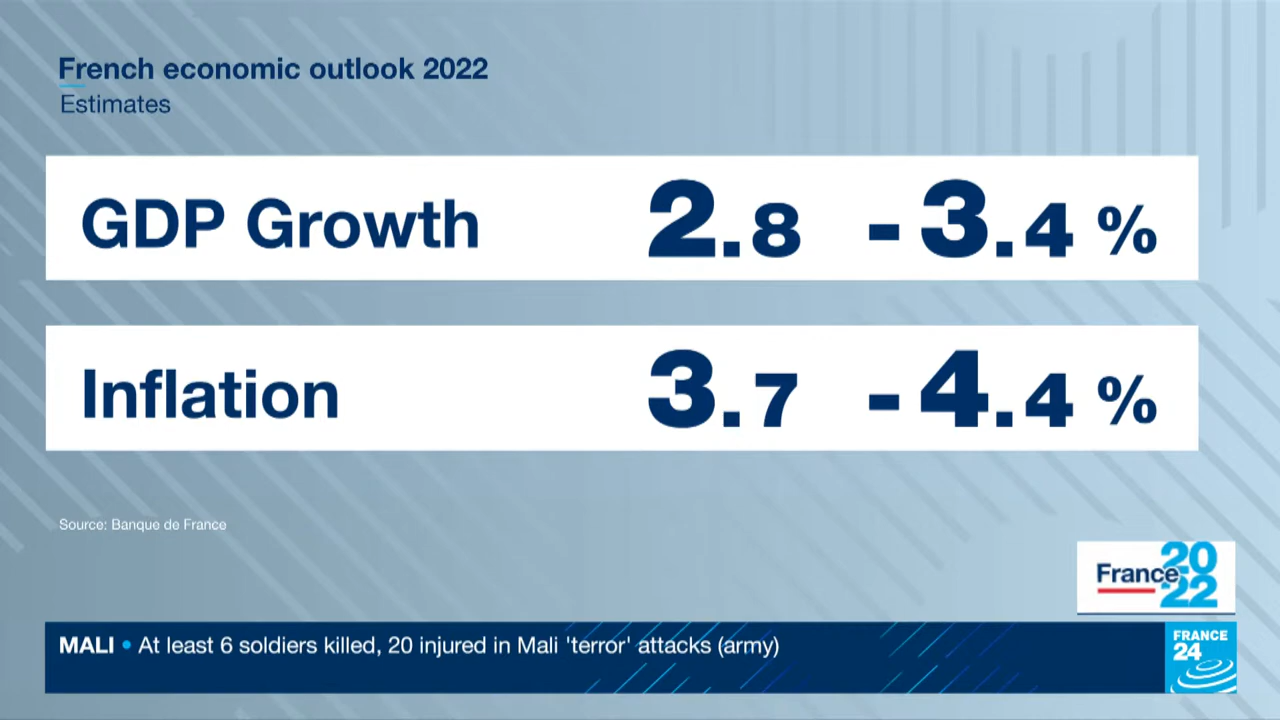 French economic outlook 2022
Estimates
GDP Growth 2.8 - 3.4 %
Inflation 3.7 - 4.4 %
Source: Banque de France
France 2022
MALI • At least 6 soldiers killed, 20 injured in Mali 'terror' attacks (army)
FRANCE
24